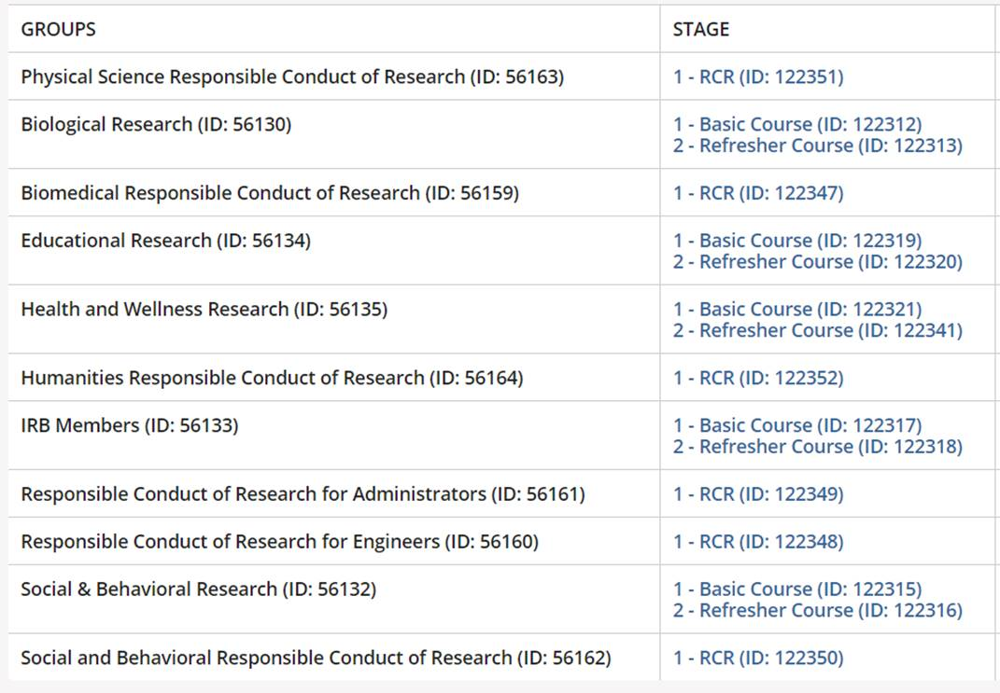 GROUPS STAGE
Physical Science Responsible Conduct of Research (ID: 56163) 1 - RCR (ID: 122351)
Biological Research (ID: 56130) 1 - Basic Course (ID: 122312)
2 - Refresher Course (ID: 122313)
Biomedical Responsible Conduct of Research (ID: 56159) 1 - RCR (ID: 122347)
Educational Research (ID: 56134) 1 - Basic Course (ID: 122319)
2 - Refresher Course (ID: 122320)
Health and Wellness Research (ID: 56135) 1 - Basic Course (ID: 122321)
2 - Refresher Course (ID: 122341)
Humanities Responsible Conduct of Research (ID: 56164) 1 - RCR (ID: 122352)
IRB Members (ID: 56133) 1 - Basic Course (ID: 122317)
2 - Refresher Course (ID: 122318)
Responsible Conduct of Research for Administrators (ID: 56161) 1 - RCR (ID: 122349)
Responsible Conduct of Research for Engineers (ID: 56160) 1 - RCR (ID: 122348)
Social & Behavioral Research (ID: 56132) 1 - Basic Course (ID: 122315)
2 - Refresher Course (ID: 122316)
Social and Behavioral Responsible Conduct of Research (ID: 56162) 1 - RCR (ID: 122350)